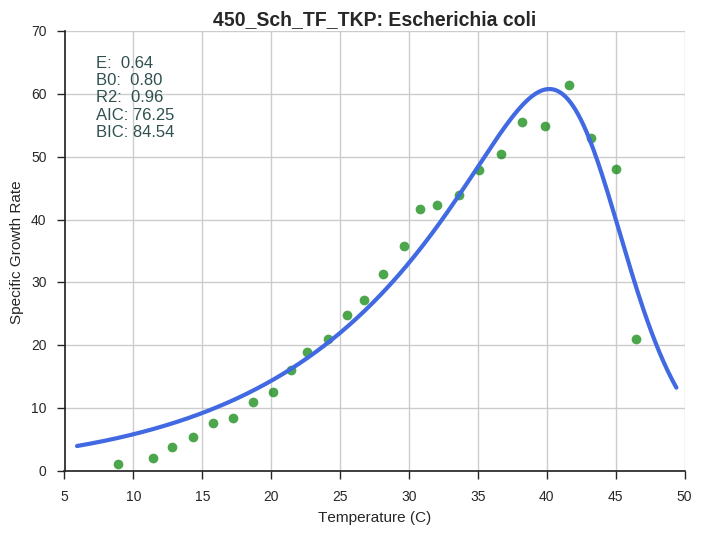 450_Sch_TF_TKP: Escherichia coli
E: 0.64
B0: 0.80
R2: 0.96
AIC: 76.25
BIC: 84.54
70
60
50
40
30
20
10
0
Specific Growth Rate
5 10 15 20 25 30 35 40 45 50
Temperature (C)